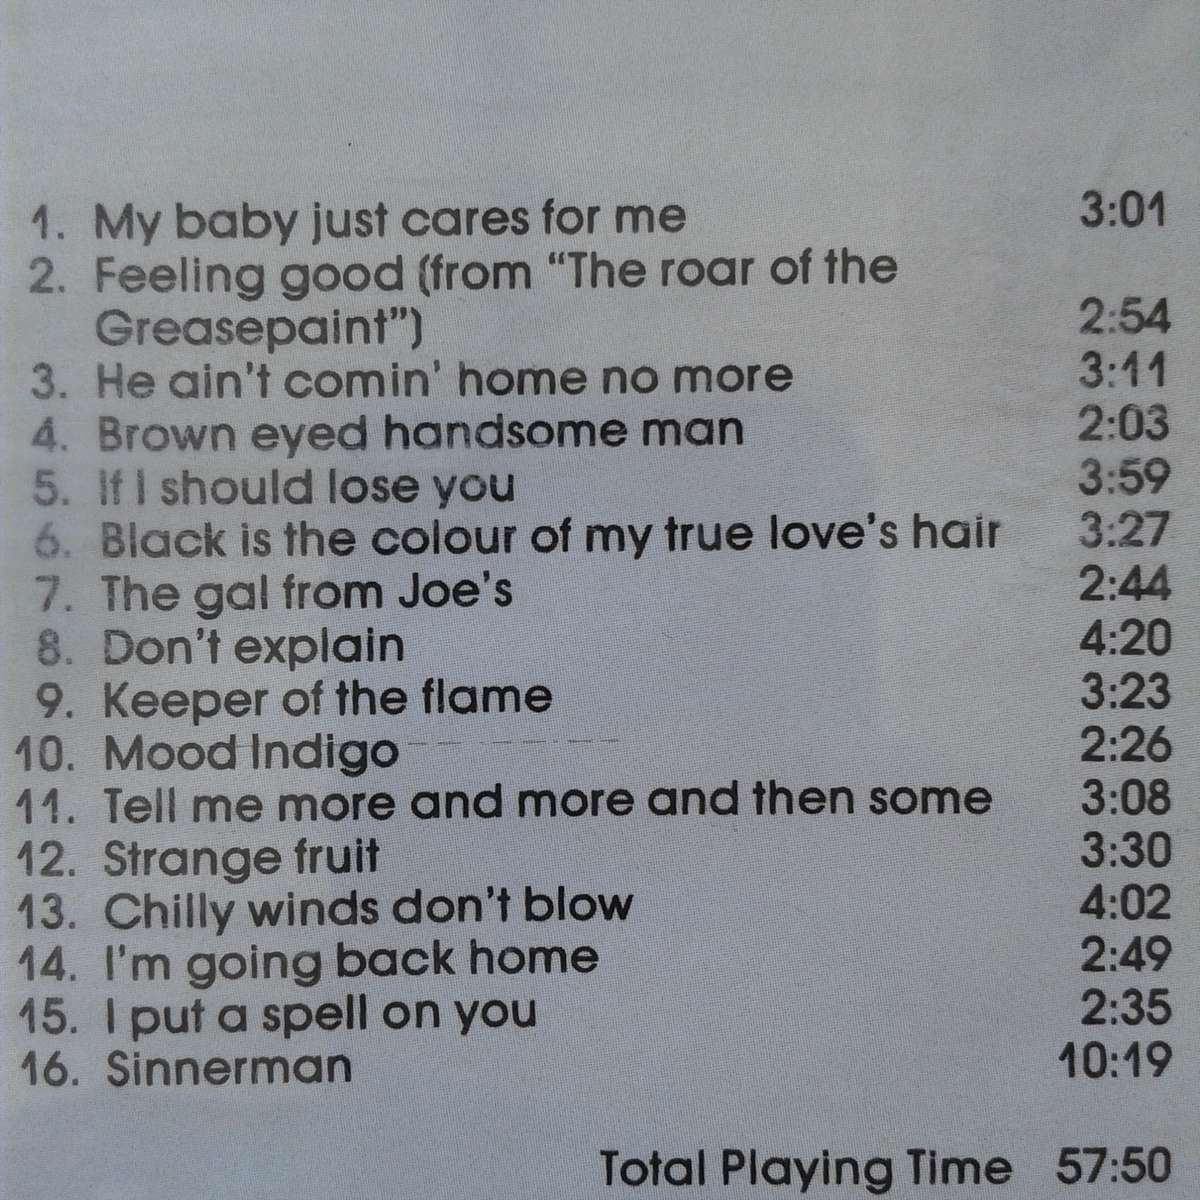 1. My baby just cares for me 3:01
2. Feeling good (from “The roar of the
Greasepaint”) 2:54
3. He ain't comin' home no more 3:11
4. Brown eyed handsome man 2:03
5. If I should lose you 3:59
6. Black is the colour of my true love's hair 3:27
7. The gal from Joe's 2:44
8. Don't explain 4:20
9. Keeper of the flame 3:23
10. Mood Indigo 2:26
11. Tell me more and more and then some 3:08
12. Strange fruit 3:30
13. Chilly winds don't blow 4:02
14. I'm going back home 2:49
15. I put a spell on you 2:35
16. Sinnerman 10:19
Total Playing Time 57:50